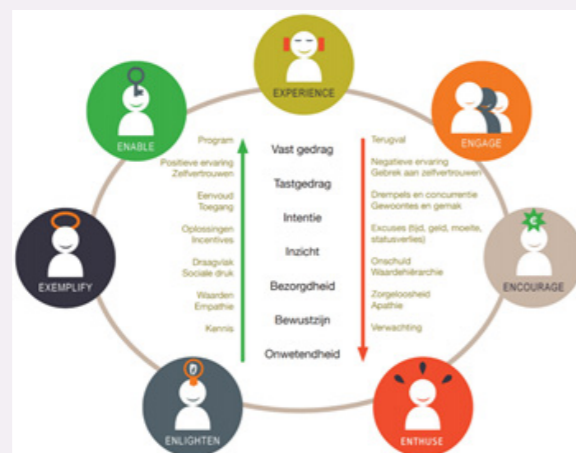 EXPERIENCE
ENABLE
ENGAGE
Program
Positieve ervaring
Zelfvertrouwen
Eenvoud
Toegang
Oplossingen
Incentives
Draagvlak
Sociale druk
Waarden
Empathie
Kennis
Vast gedrag
Tastgedrag
Intentie
Inzicht
Bezorgdheid
Bewustzijn
Onwetendheid
Terugval
Negatieve ervaring
Gebrek aan zelfvertrouwen
Drempels en concurrentie
Gewoontes en gemak
Excuses (tijd, geld, moeite,
statusverlies)
Onschuld
Waardehiërarchie
Zorgeloosheid
Apathie
Verwachting
EXEMPLIFY
ENCOURAGE
ENLIGHTEN
ENTHUSE